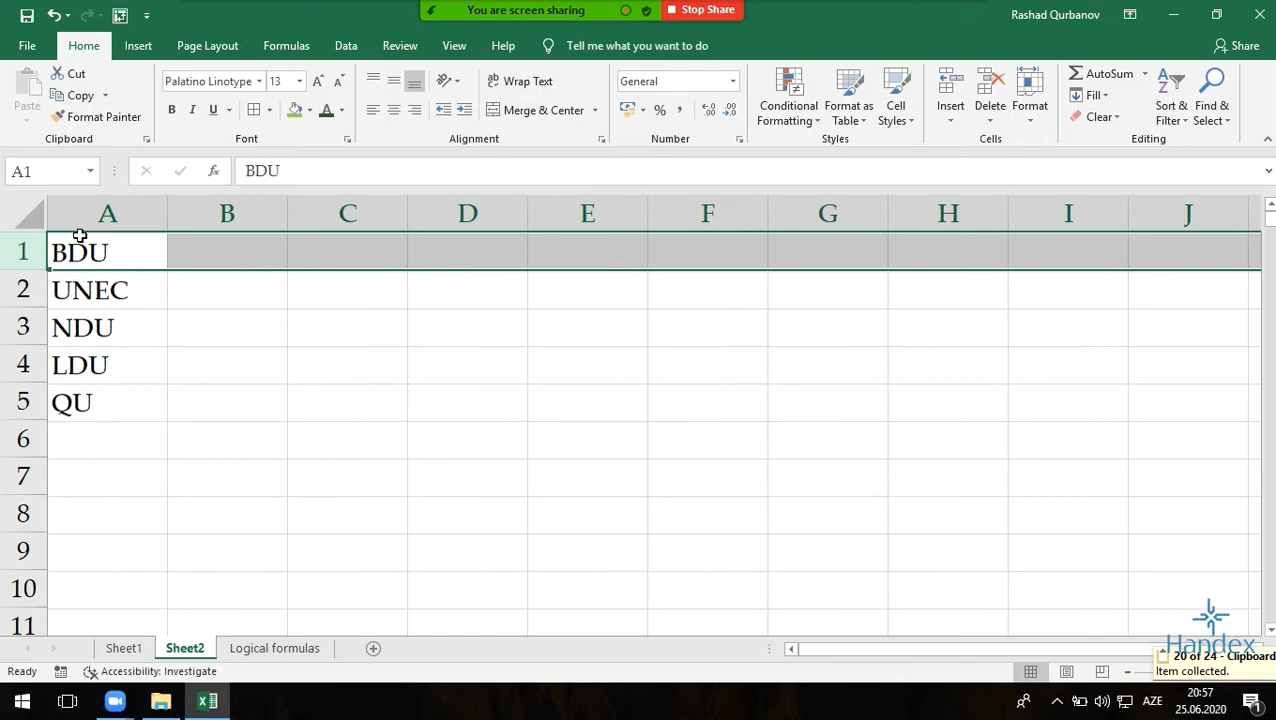 You are screen sharing
Stop Share
Rashad Qurbanov
File Home Insert Page Layout Formulas Data Review View Help Tell me what you want to do Share
Paste
Cut
Copy
Format Painter
Clipboard
Palatino Linotype 13
B I U
Font
Wrap Text
Merge & Center
Alignment
General
Number
Conditional Formatting
Format as Table
Cell Styles
Styles
Insert Delete Format
Cells
AutoSum
Fill
Clear
Sort & Filter
Find & Select
Editing
A1 fx BDU
A B C D E F G H I J
1 BDU
2 UNEC
3 NDU
4 LDU
5 QU
6
7
8
9
10
11
Sheet1 Sheet2 Logical formulas
Handex
20 of 24 - Clipboard
Item collected.
Ready Accessibility: Investigate
AZE
20:57
25.06.2020
1